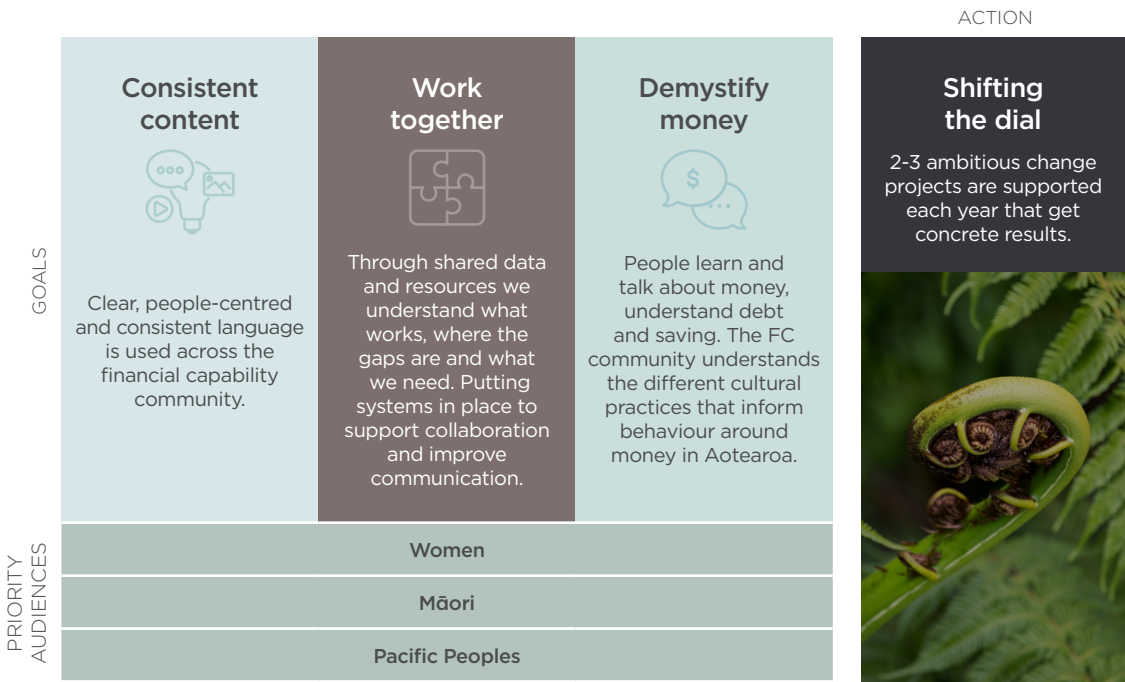 ACTION
GOALS
Consistent
content
Clear, people-centred
and consistent language
is used across the
financial capability
community.
Work
together
Through shared data
and resources we
understand what
works, where the
gaps are and what
we need. Putting
systems in place to
support collaboration
and improve
communication.
Demystify
money
$
People learn and
talk about money,
understand debt
and saving. The FC
community understands
the different cultural
practices that inform
behaviour around
money in Aotearoa.
Shifting
the dial
2-3 ambitious change
projects are supported
each year that get
concrete results.
PRIORITY
AUDIENCES
Women
Māori
Pacific Peoples